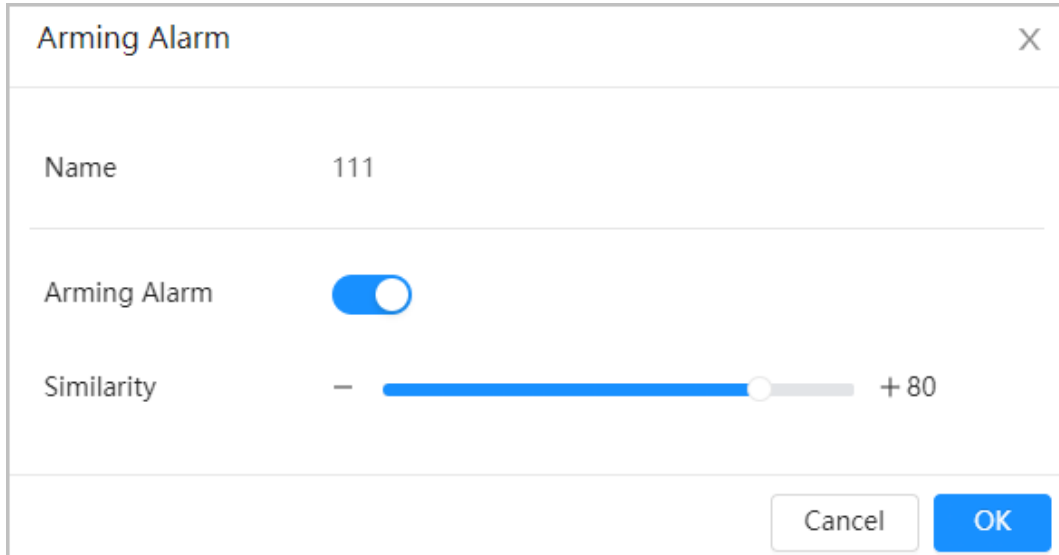 Arming Alarm X
Name 111
Arming Alarm
Similarity − + 80
Cancel OK